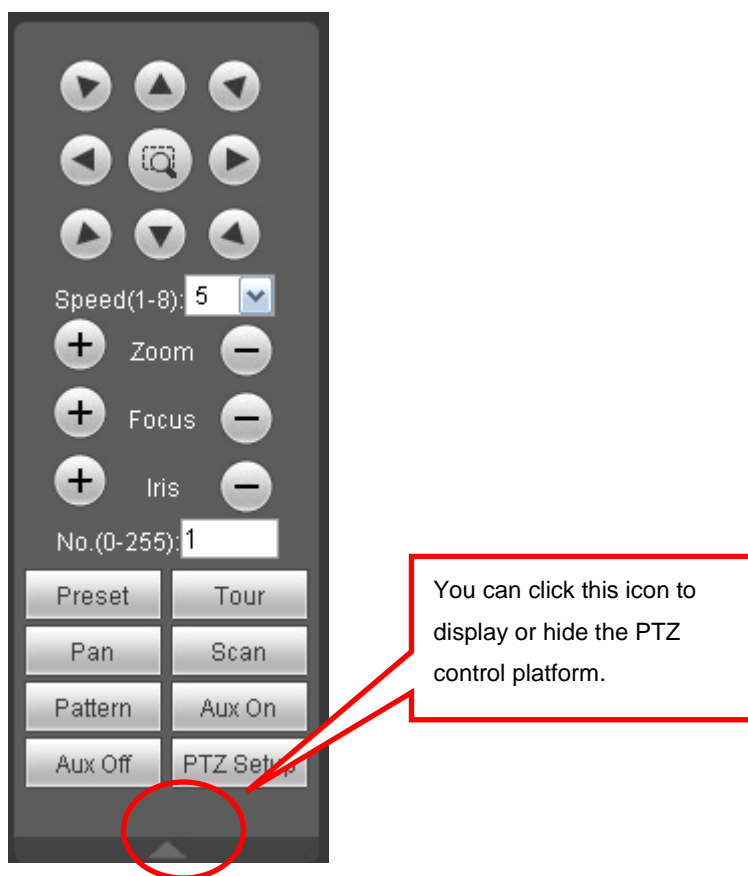 Speed(1-8): 5
+ Zoom −
+ Focus −
+ Iris −
No.(0-255): 1
Preset Tour
Pan Scan
Pattern Aux On
Aux Off PTZ Setup
You can click this icon to
display or hide the PTZ
control platform.